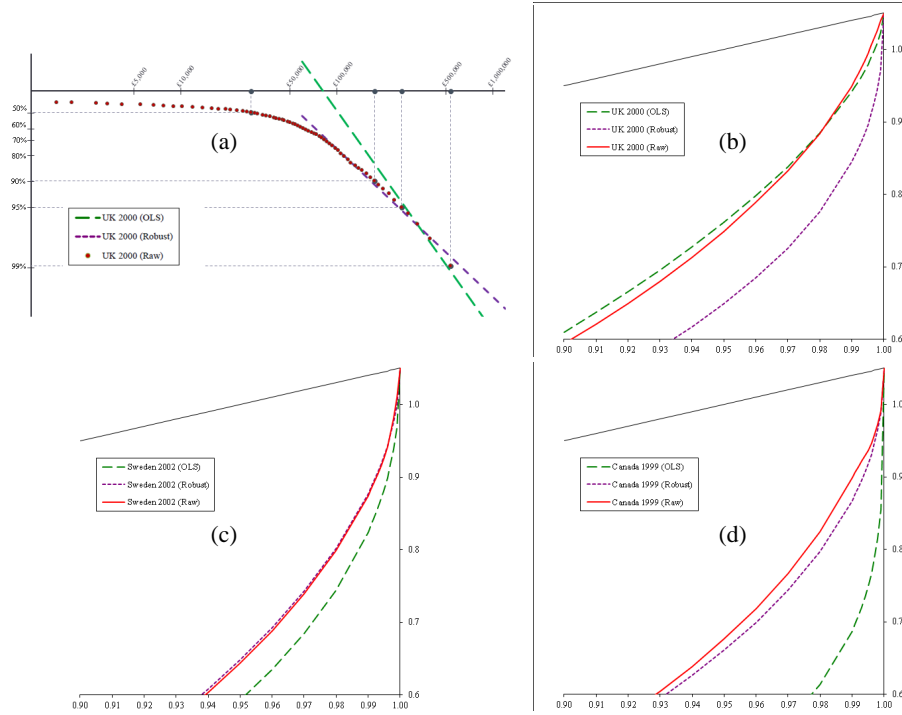 £5,000
£10,000
£50,000
£100,000
£500,000
£1,000,000
50%
60%
70%
80%
90%
95%
99%
(a)
UK 2000 (OLS)
UK 2000 (Robust)
UK 2000 (Raw)
1.0
0.9
0.8
0.7
0.6
UK 2000 (OLS)
UK 2000 (Robust)
UK 2000 (Raw)
(b)
0.90 0.91 0.92 0.93 0.94 0.95 0.96 0.97 0.98 0.99 1.00
1.0
0.9
0.8
0.7
0.6
Sweden 2002 (OLS)
Sweden 2002 (Robust)
Sweden 2002 (Raw)
(c)
0.90 0.91 0.92 0.93 0.94 0.95 0.96 0.97 0.98 0.99 1.00
1.0
0.9
0.8
0.7
0.6
Canada 1999 (OLS)
Canada 1999 (Robust)
Canada 1999 (Raw)
(d)
0.90 0.91 0.92 0.93 0.94 0.95 0.96 0.97 0.98 0.99 1.00